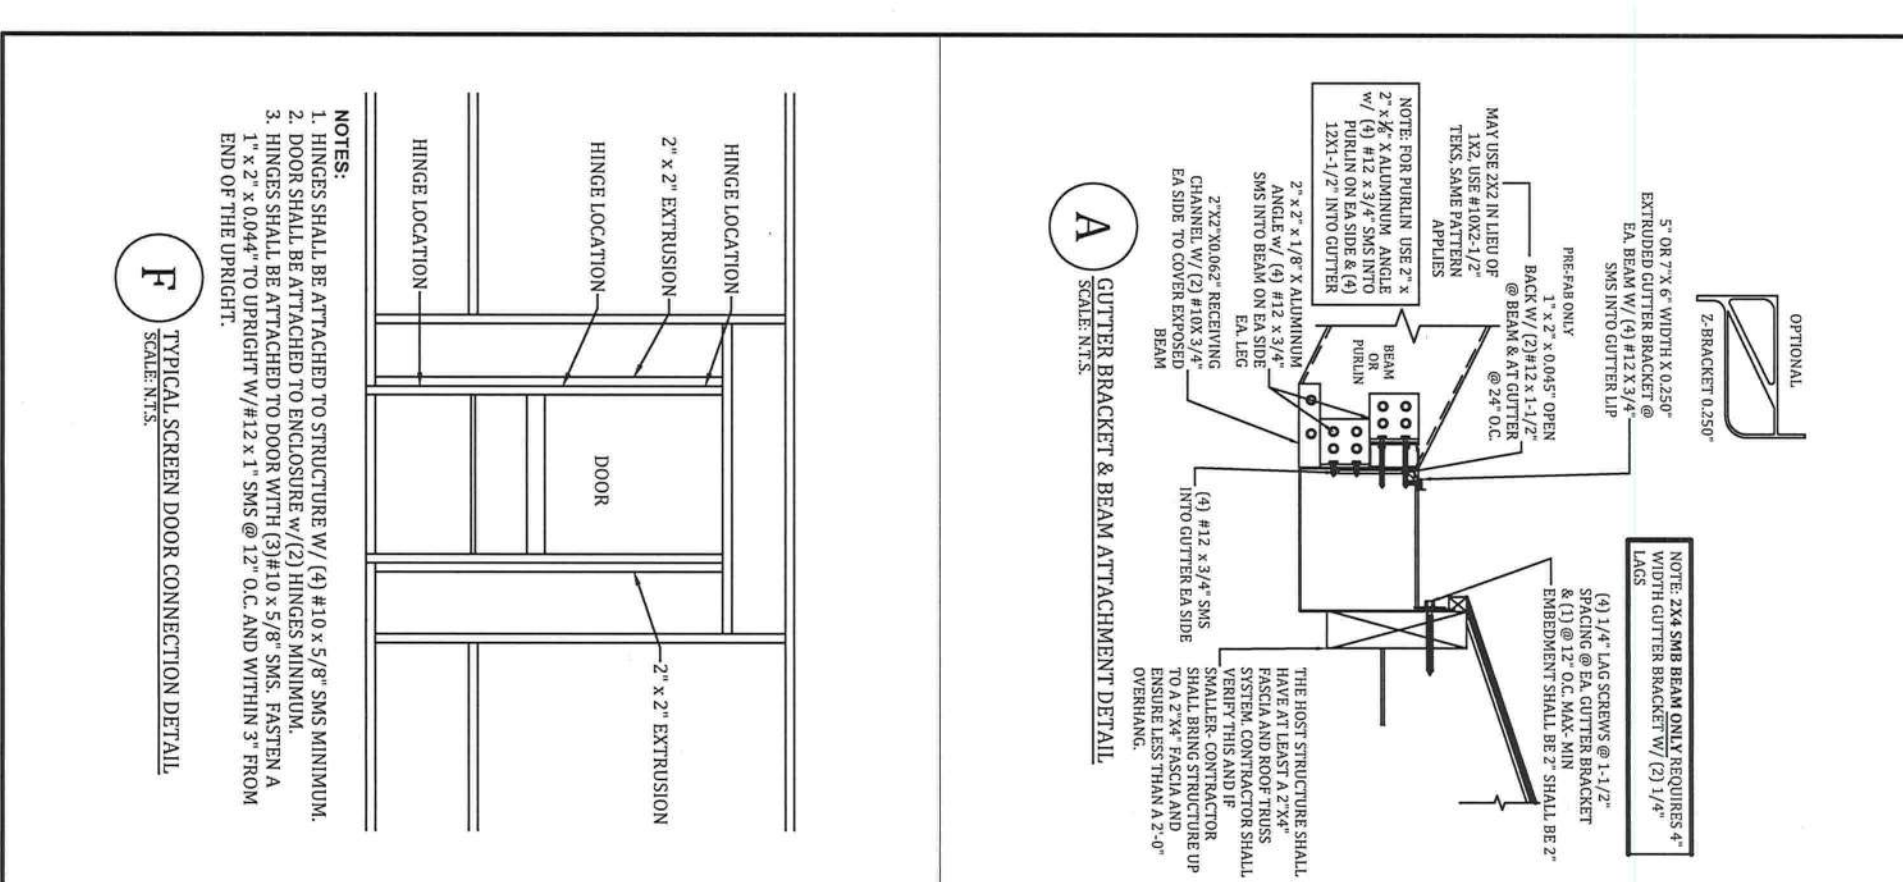 OPTIONAL
Z-BRACKET 0.250"
5" OR 7"X 6" WIDTH X 0.250"
EXTRUDED GUTTER BRACKET @
EA. BEAM W/ (4) #12 X 3/4"
SMS INTO GUTTER LIP
PRE-FAB ONLY
1" x 2" x 0.045" OPEN
BACK W/ (2)#12 x 1-1/2"
@ BEAM & AT GUTTER
@ 24" O.C.
MAY USE 2X2 IN LIEU OF
1X2, USE #10X2-1/2"
TEKS, SAME PATTERN
APPLIES
NOTE: FOR PURLIN USE 2" x
2" x ⅛" X ALUMINUM ANGLE
w/ (4) #12 x 3/4" SMS INTO
PURLIN ON EA SIDE & (4)
12X1-1/2" INTO GUTTER
BEAM
OR
PURLIN
2" x 2" x 1/8" X ALUMINUM
ANGLE w/ (4) #12 x 3/4"
SMS INTO BEAM ON EA SIDE
EA. LEG
2"X2"X0.062" RECEIVING
CHANNEL W/ (2) #10X 3/4"
EA SIDE TO COVER EXPOSED
BEAM
NOTE: 2X4 SMB BEAM ONLY REQUIRES 4"
WIDTH GUTTER BRACKET W/ (2) 1/4"
LAGS
(4) 1/4" LAG SCREWS @ 1-1/2"
SPACING @ EA. GUTTER BRACKET
& (1) @ 12" O.C. MAX- MIN
EMBEDMENT SHALL BE 2" SHALL BE 2"
(4) #12 x 3/4" SMS
INTO GUTTER EA SIDE
THE HOST STRUCTURE SHALL
HAVE AT LEAST A 2"X4"
FASCIA AND ROOF TRUSS
SYSTEM. CONTRACTOR SHALL
VERIFY THIS AND IF
SMALLER- CONTRACTOR
SHALL BRING STRUCTURE UP
TO A 2"X4" FASCIA AND
ENSURE LESS THAN A 2'-0"
OVERHANG.
A
GUTTER BRACKET & BEAM ATTACHMENT DETAIL
SCALE: N.T.S.
HINGE LOCATION
2" x 2" EXTRUSION
HINGE LOCATION
HINGE LOCATION
DOOR
2" x 2" EXTRUSION
NOTES:
1. HINGES SHALL BE ATTACHED TO STRUCTURE W/ (4) #10 x 5/8" SMS MINIMUM.
2. DOOR SHALL BE ATTACHED TO ENCLOSURE w/(2) HINGES MINIMUM.
3. HINGES SHALL BE ATTACHED TO DOOR WITH (3)#10 x 5/8" SMS. FASTEN A
1" x 2" x 0.044" TO UPRIGHT W/#12 x 1" SMS @ 12" O.C. AND WITHIN 3" FROM
END OF THE UPRIGHT.
F
TYPICAL SCREEN DOOR CONNECTION DETAIL
SCALE: N.T.S.